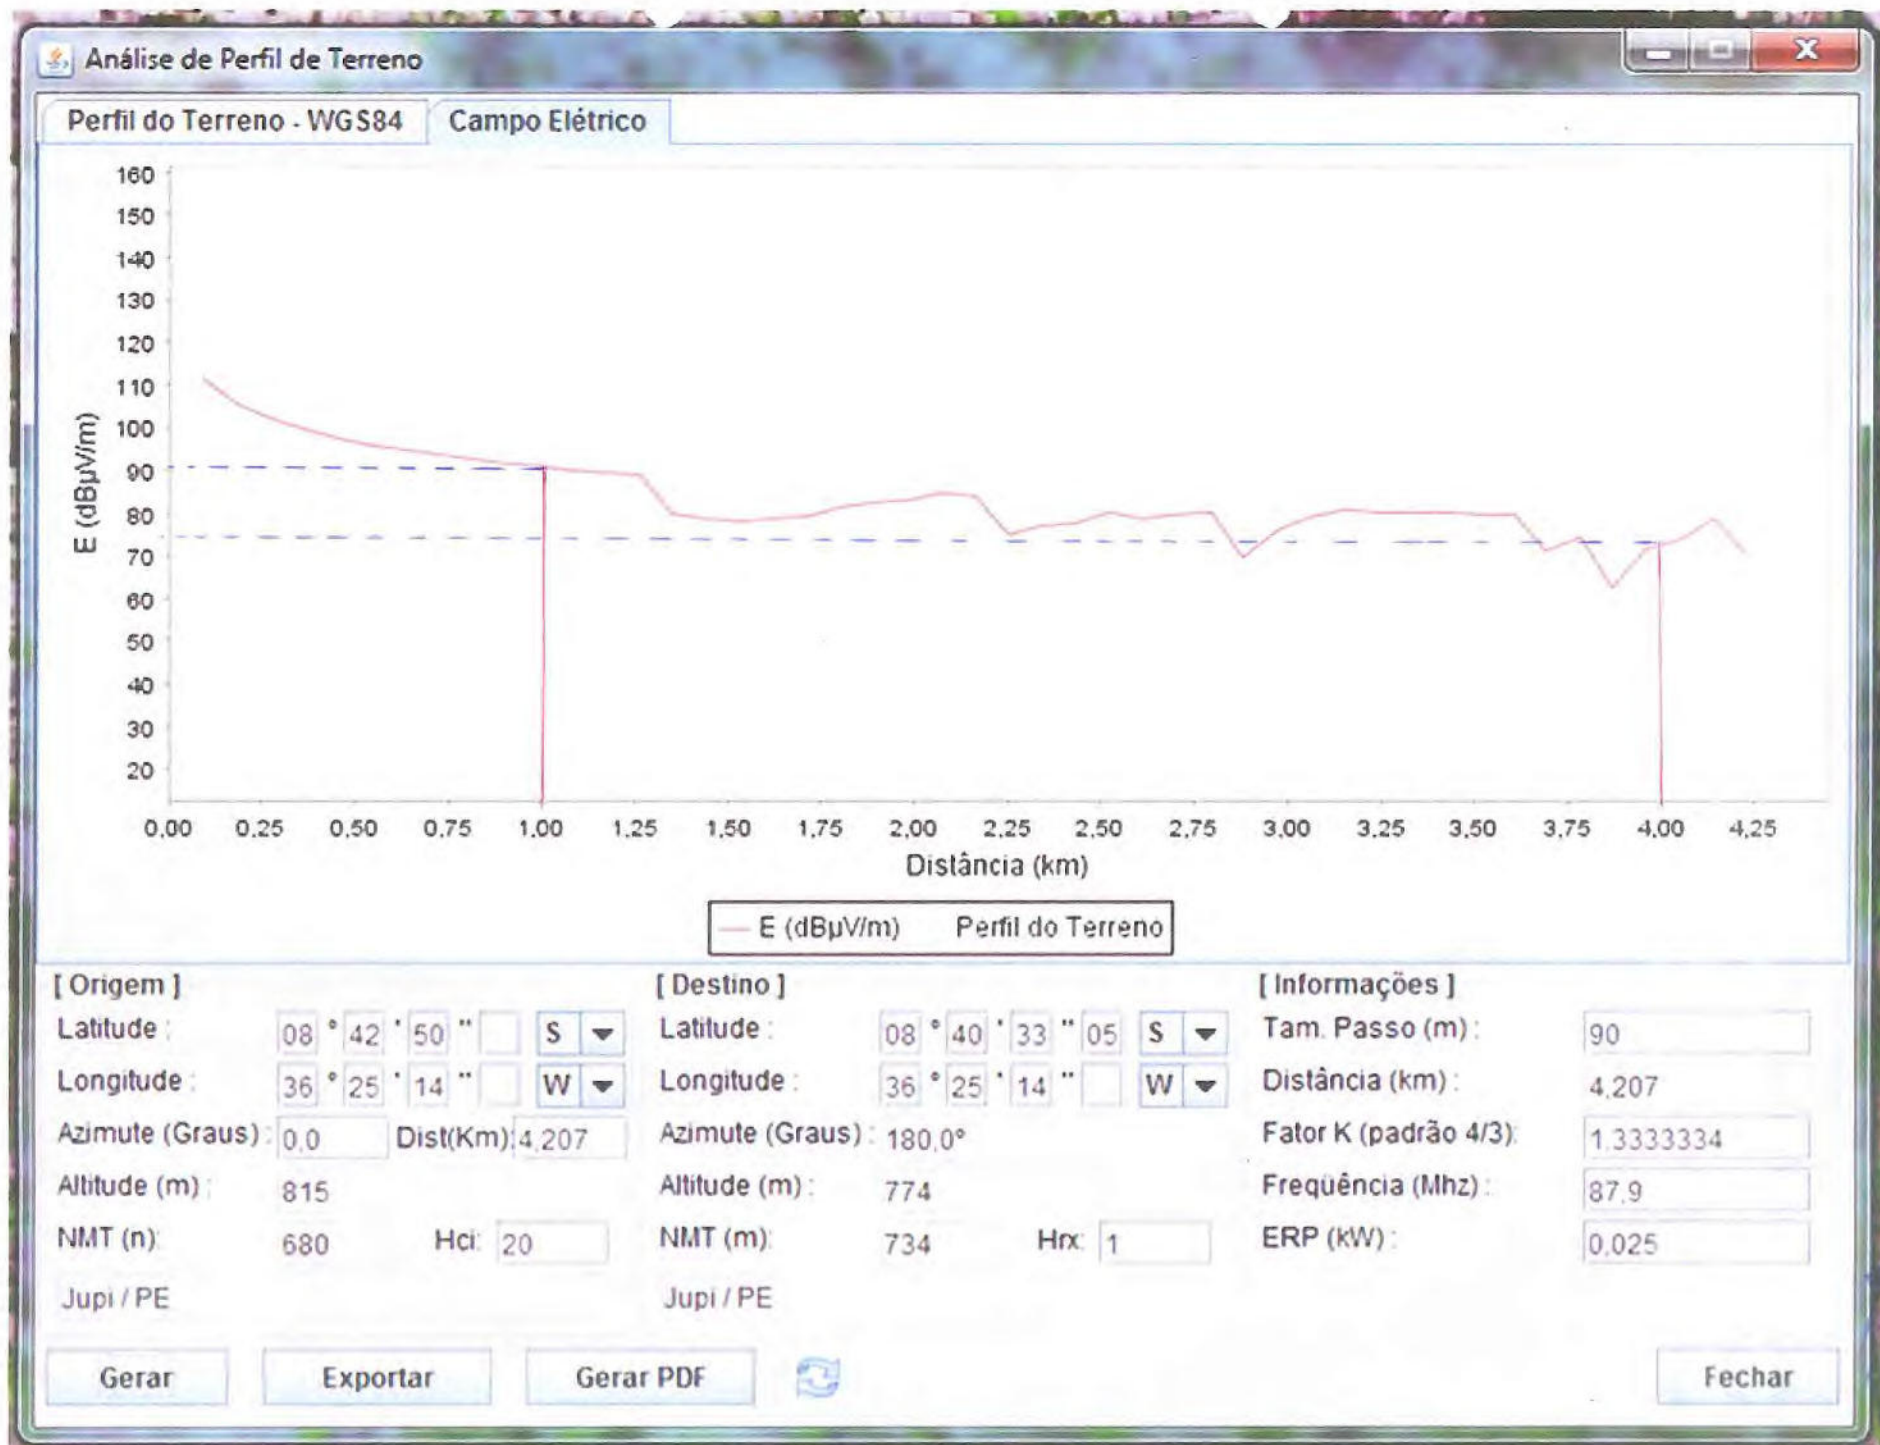 Análise de Perfil de Terreno
Perfil do Terreno - WGS84 Campo Elétrico
160
150
140
130
120
110
100
90
80
70
60
50
40
30
20
E (dBµV/m)
0,00 0,25 0,50 0,75 1,00 1,25 1,50 1,75 2,00 2,25 2,50 2,75 3,00 3,25 3,50 3,75 4,00 4,25
Distância (km)
E (dBµV/m) Perfil do Terreno
[ Origem ] [ Destino ] [ Informações ]
Latitude : 08 ° 42 ' 50 " S Latitude : 08 ° 40 ' 33 " 05 S Tam. Passo (m) : 90
Longitude : 36 ° 25 ' 14 " W Longitude : 36 ° 25 ' 14 " W Distância (km) : 4,207
Azimute (Graus) : 0,0 Dist(Km): 4,207 Azimute (Graus) : 180,0° Fator K (padrão 4/3): 1.3333334
Altitude (m) : 815 Altitude (m) : 774 Freqüência (Mhz) : 87,9
NMT (n): 680 Hci: 20 NMT (m): 734 Hrx: 1 ERP (kW) : 0,025
Jupi / PE Jupi / PE
Gerar Exportar Gerar PDF Fechar